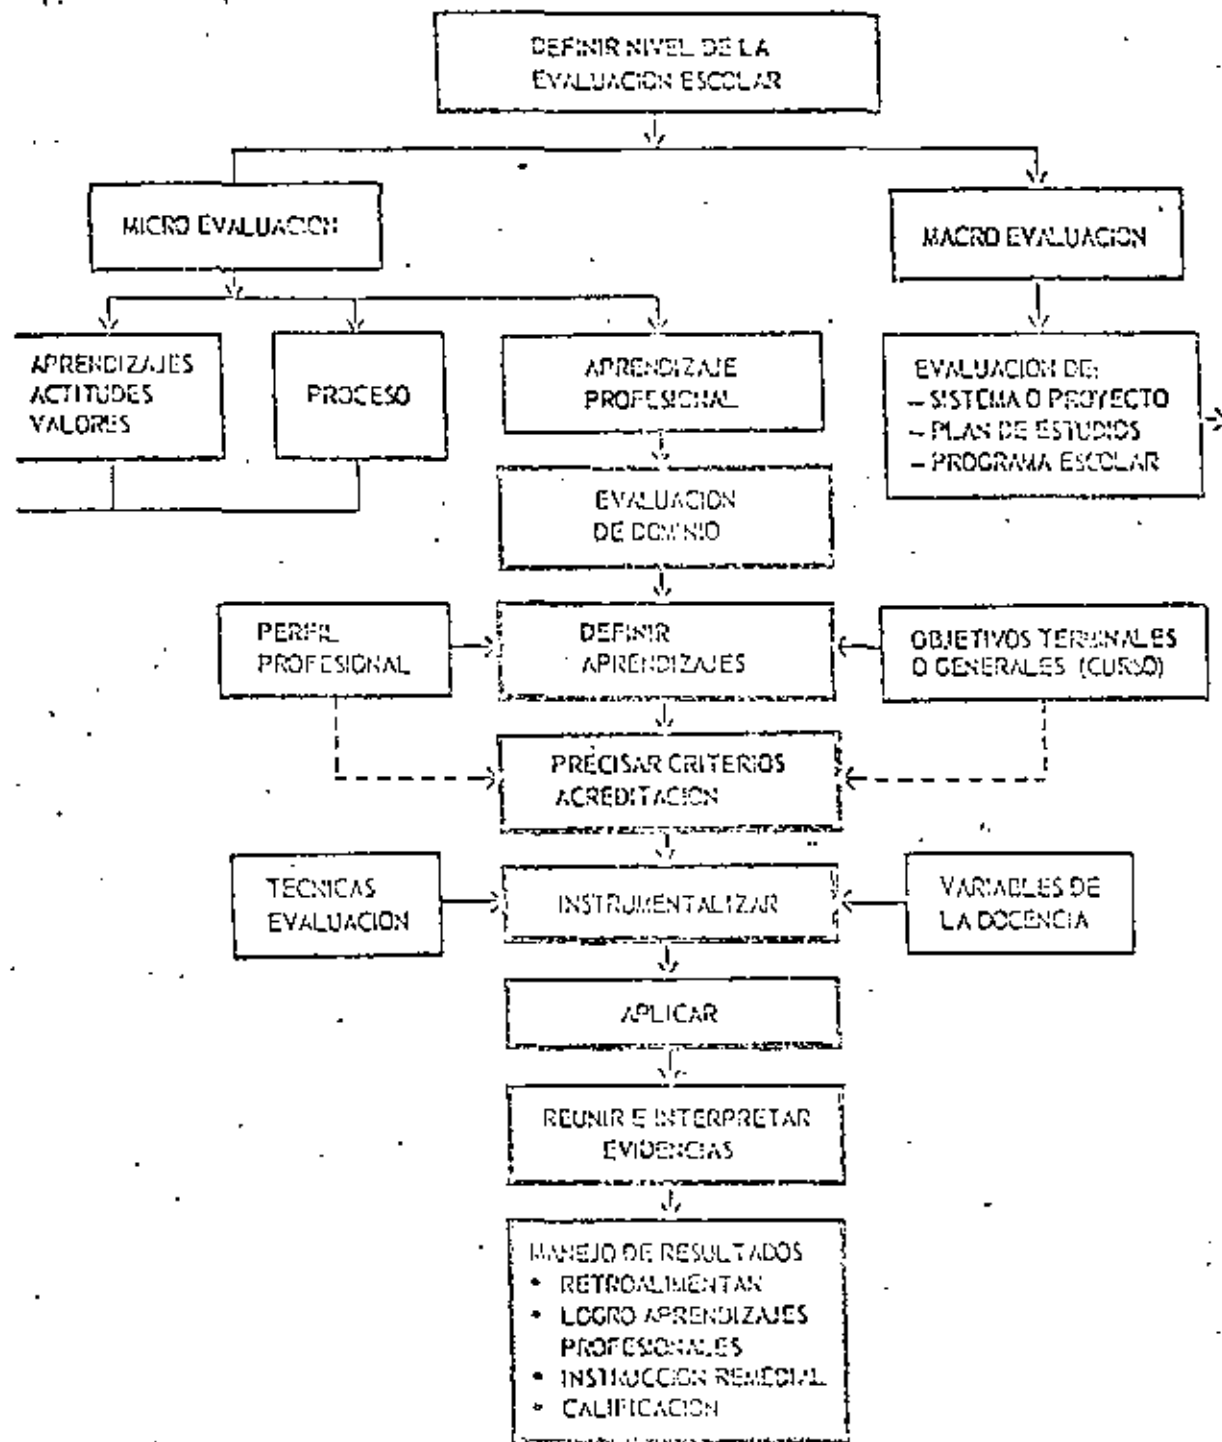 DEFINIR NIVEL DE LA
EVALUACION ESCOLAR
MICRO EVALUACION
MACRO EVALUACION
APRENDIZAJES
ACTITUDES
VALORES
PROCESO
APRENDIZAJE
PROFESIONAL
EVALUACION DE:
– SISTEMA O PROYECTO
– PLAN DE ESTUDIOS
– PROGRAMA ESCOLAR
EVALUACION
DE DOMINIO
PERFIL
PROFESIONAL
DEFINIR
APRENDIZAJES
OBJETIVOS TERMINALES
O GENERALES (CURSO)
PRECISAR CRITERIOS
ACREDITACION
TECNICAS
EVALUACION
INSTRUMENTALIZAR
VARIABLES DE
LA DOCENCIA
APLICAR
REUNIR E INTERPRETAR
EVIDENCIAS
MANEJO DE RESULTADOS
• RETROALIMENTAR
• LOGRO APRENDIZAJES
PROFESIONALES
• INSTRUCCION REMEDIAL
• CALIFICACION